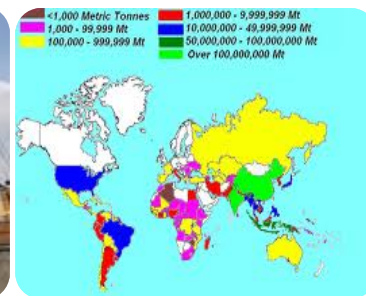 <1,000 Metric Tonnes
1,000 - 99,999 Mt
100,000 - 999,999 Mt
1,000,000 - 9,999,999 Mt
10,000,000 - 49,999,999 Mt
50,000,000 - 100,000,000 Mt
Over 100,000,000 Mt